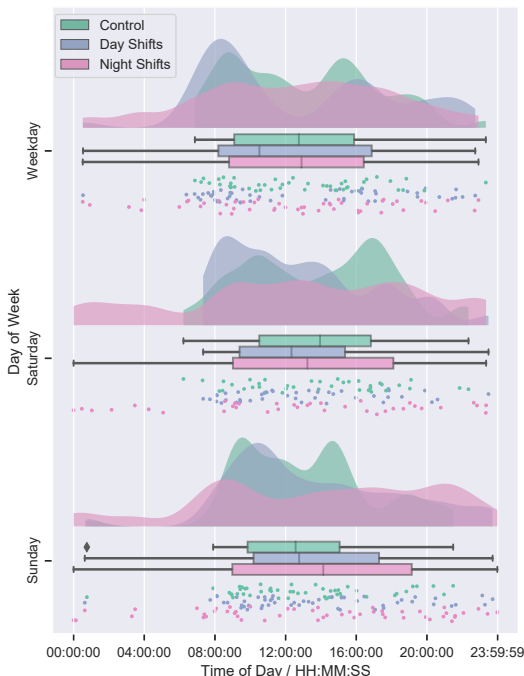 Control
Day Shifts
Night Shifts
Day of Week
Weekday
Saturday
Sunday
00:00:00 04:00:00 08:00:00 12:00:00 16:00:00 20:00:00 23:59:59
Time of Day / HH:MM:SS